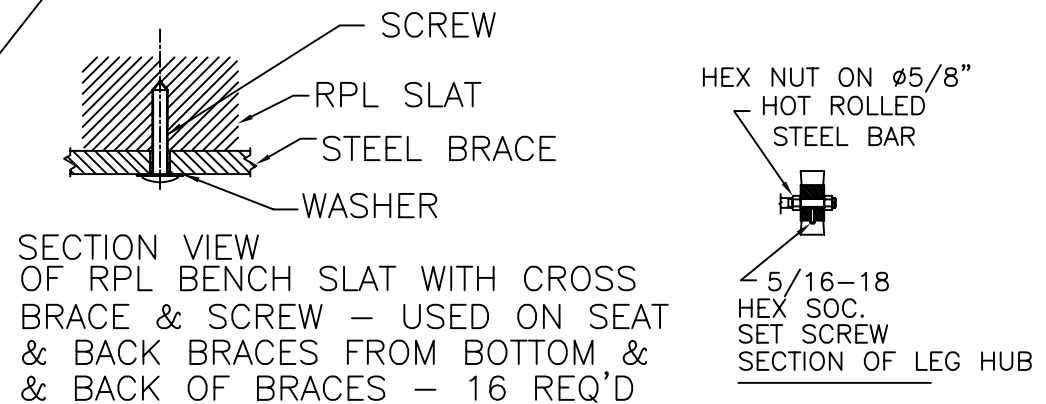 SCREW
RPL SLAT
STEEL BRACE
WASHER
SECTION VIEW
OF RPL BENCH SLAT WITH CROSS
BRACE & SCREW – USED ON SEAT
& BACK BRACES FROM BOTTOM &
& BACK OF BRACES – 16 REQ'D
HEX NUT ON ø5/8"
HOT ROLLED
STEEL BAR
5/16–18
HEX SOC.
SET SCREW
SECTION OF LEG HUB